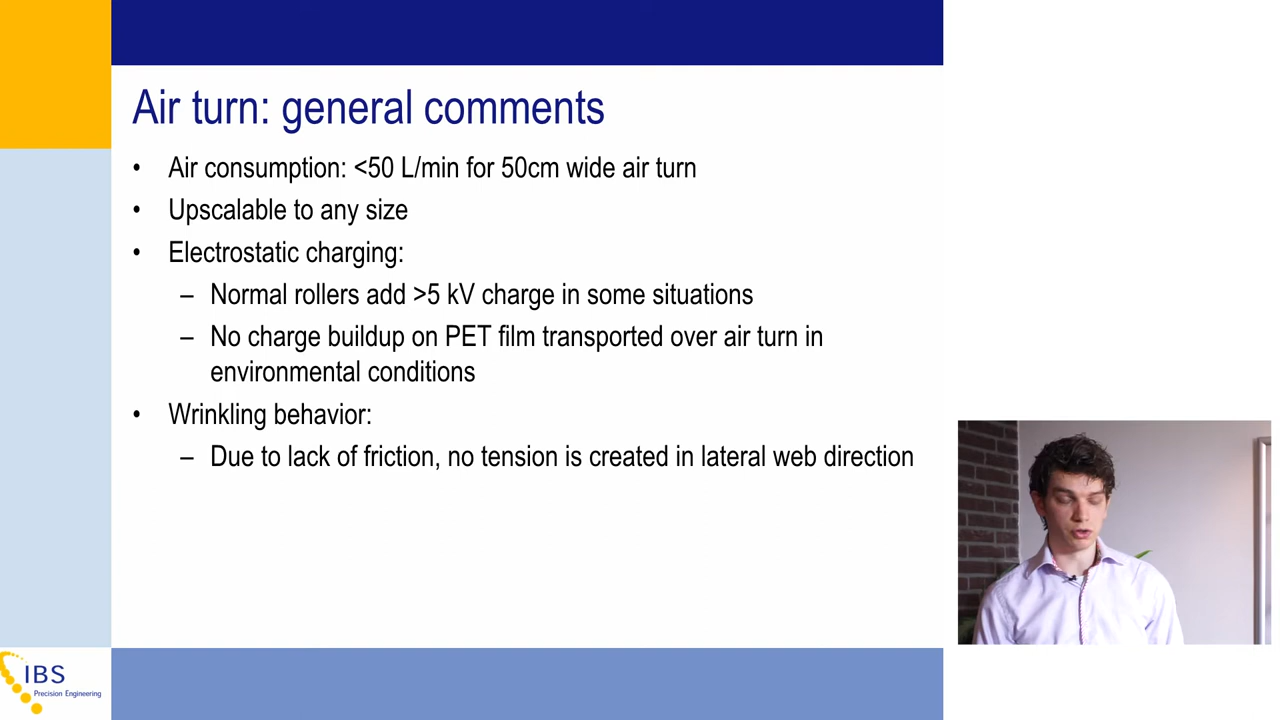 Air turn: general comments
• Air consumption: <50 L/min for 50cm wide air turn
• Upscalable to any size
• Electrostatic charging:
– Normal rollers add >5 kV charge in some situations
– No charge buildup on PET film transported over air turn in
environmental conditions
• Wrinkling behavior:
– Due to lack of friction, no tension is created in lateral web direction
IBS
Precision Engineering